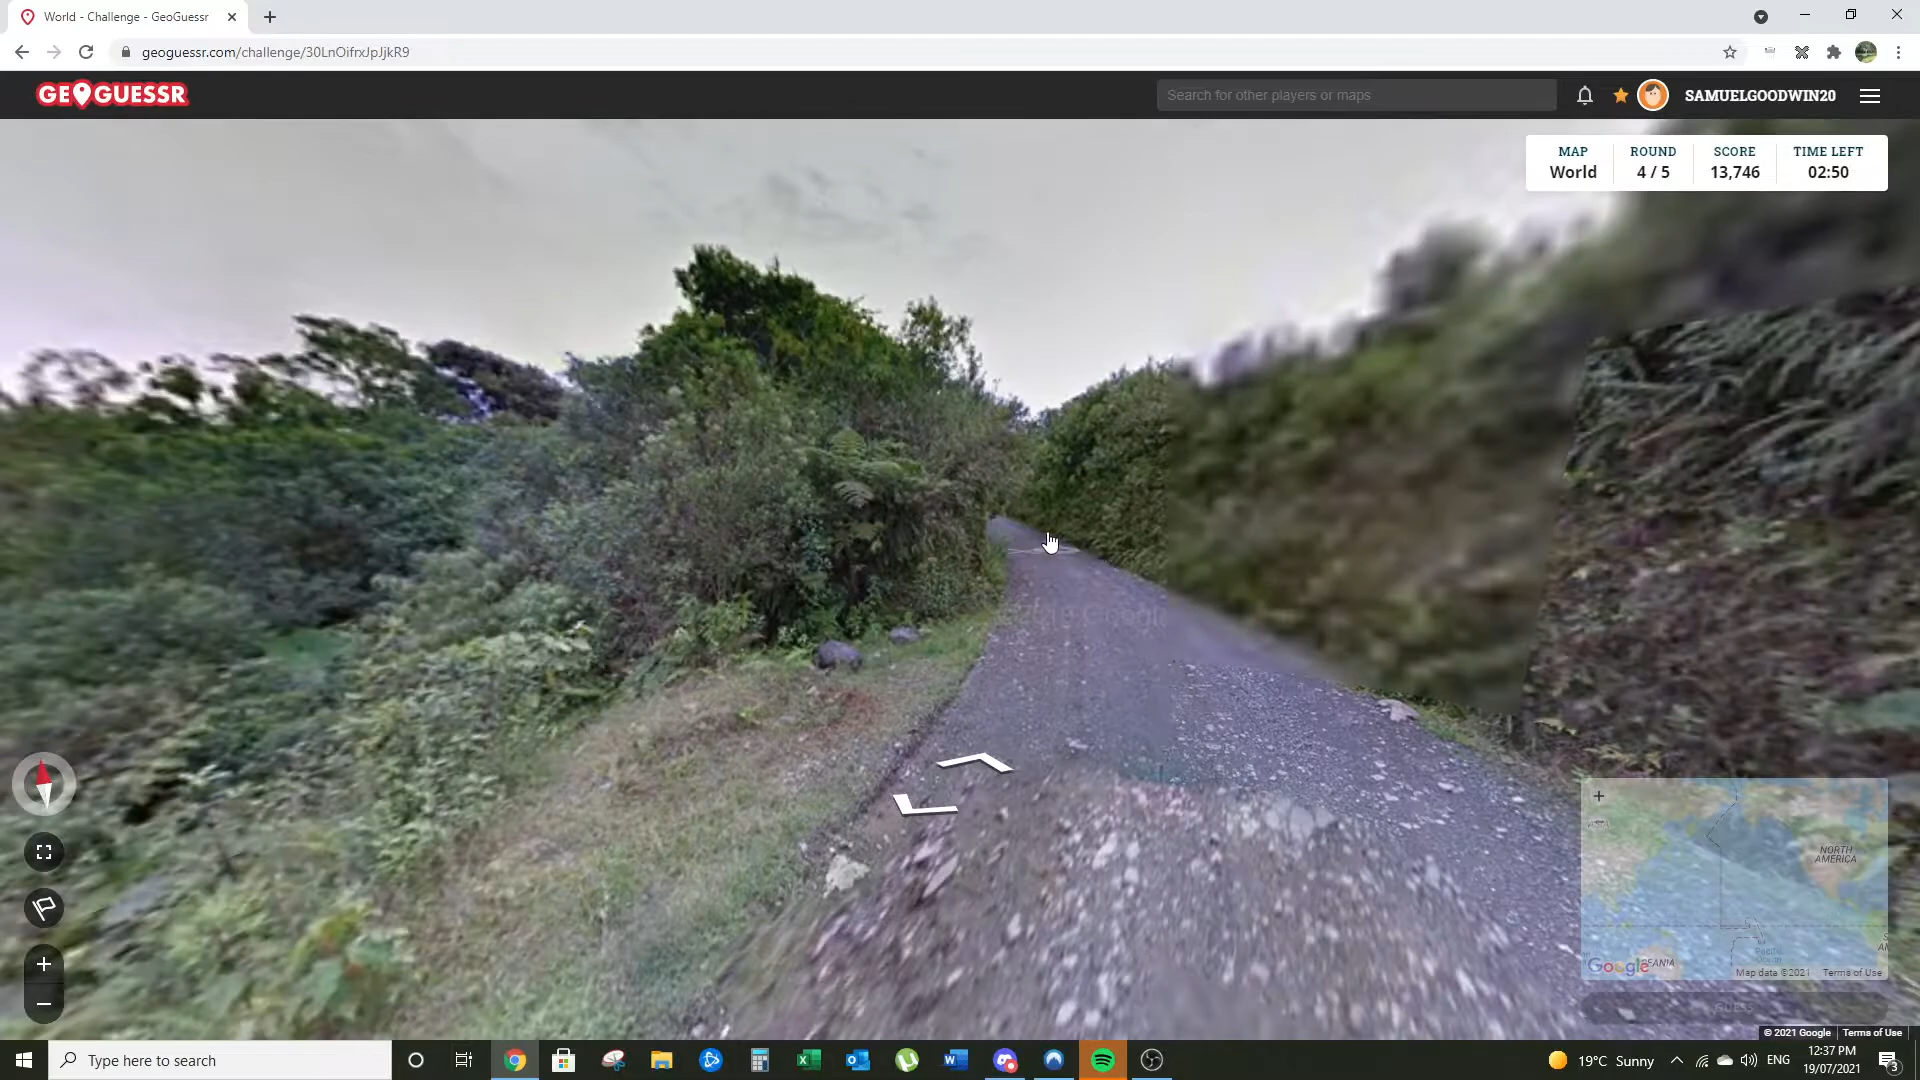 World - Challenge - GeoGuessr
geoguessr.com/challenge/30LnOifrxJpJjkR9
GEOGUESSR
Search for other players or maps
SAMUELGOODWIN20
MAP ROUND SCORE TIME LEFT
World 4 / 5 13,746 02:50
NORTH
AMERICA
Google
Map data ©2021 Terms of Use
GUESS
© 2021 Google Terms of Use
Type here to search
19°C Sunny
ENG
12:37 PM
19/07/2021
3